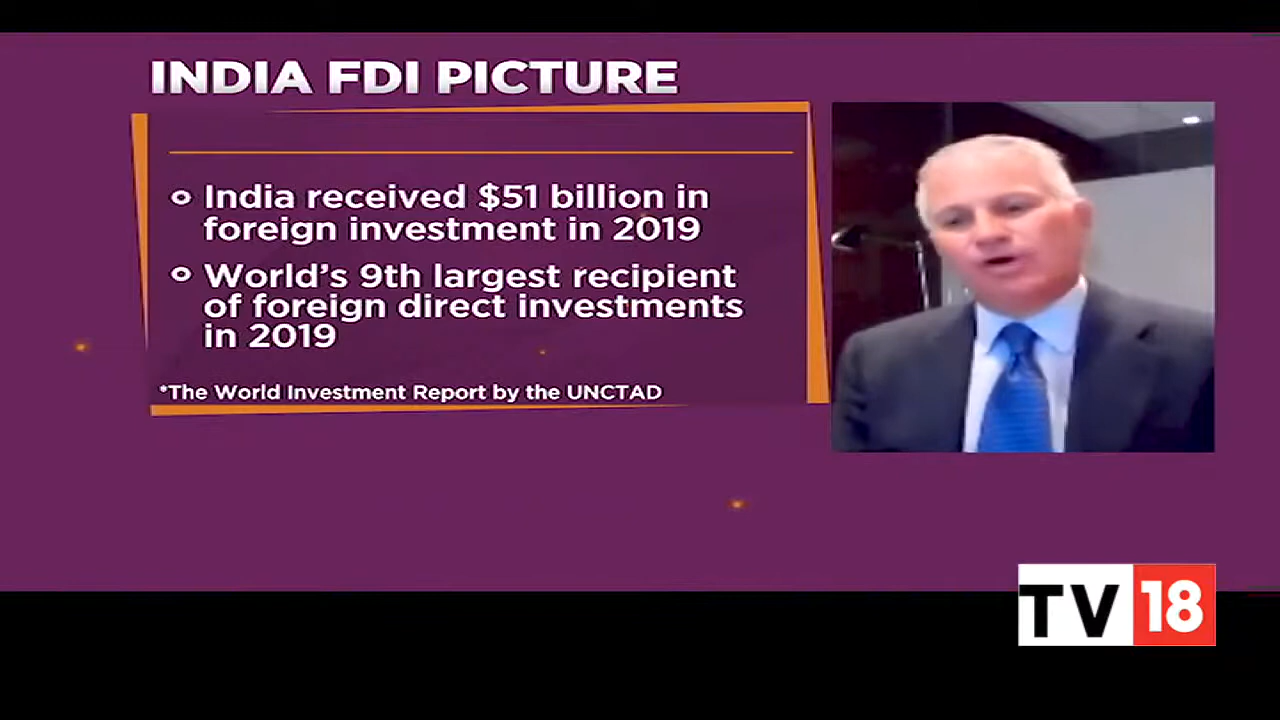 INDIA FDI PICTURE
India received $51 billion in
foreign investment in 2019
World's 9th largest recipient
of foreign direct investments
in 2019
*The World Investment Report by the UNCTAD
TV18